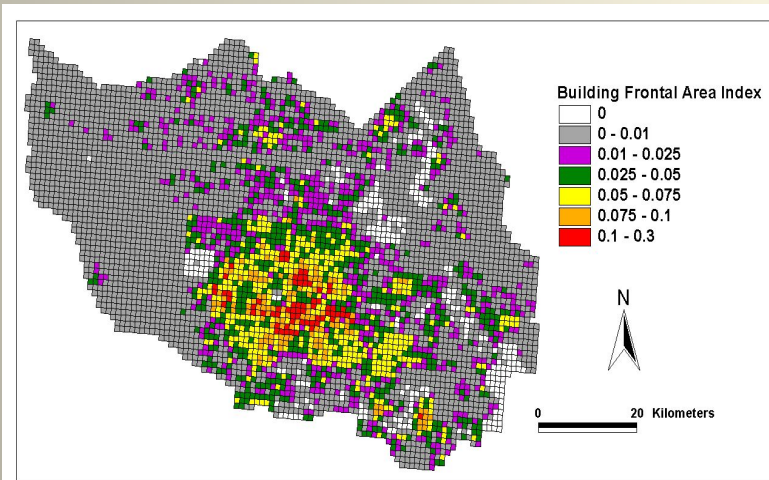 Building Frontal Area Index
0
0 - 0.01
0.01 - 0.025
0.025 - 0.05
0.05 - 0.075
0.075 - 0.1
0.1 - 0.3
N
0 20 Kilometers